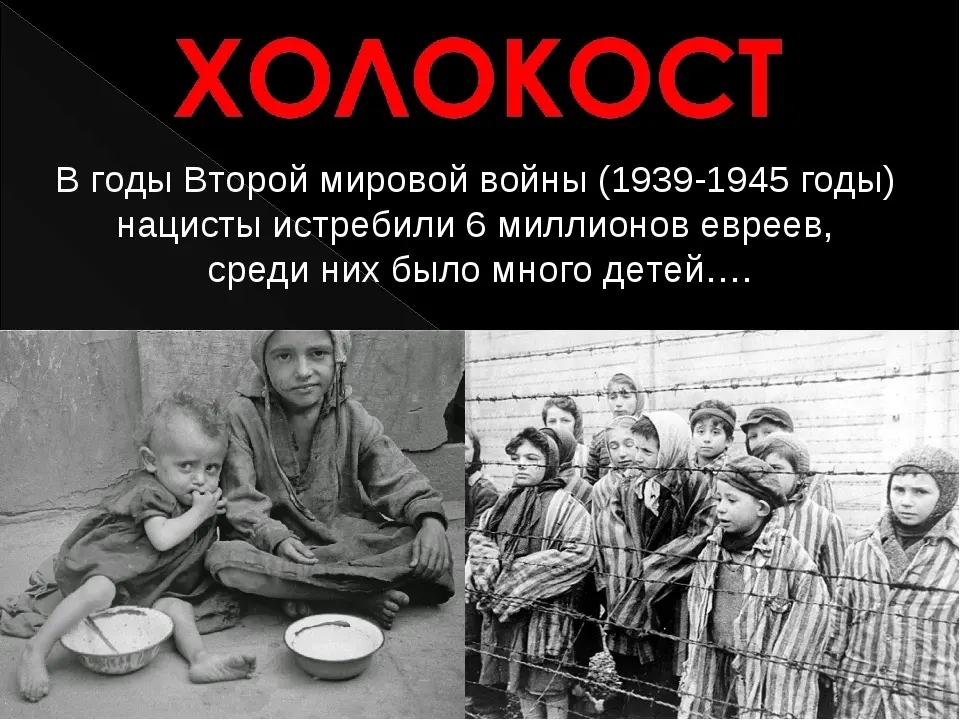 ХОЛОКОСТ
В годы Второй мировой войны (1939-1945 годы)
нацисты истребили 6 миллионов евреев,
среди них было много детей….